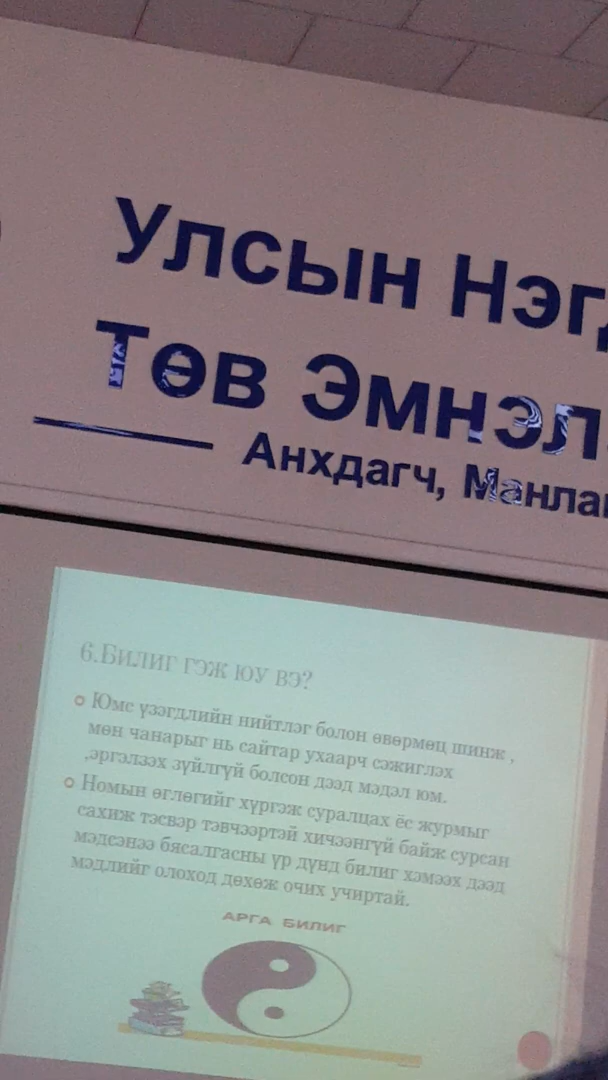 Улсын Нэг
Төв Эмнэл
Анхдагч, Манлай
6.Билиг гэж юу вэ?
Юмс үзэгдлийн нийтлэг болон өвөрмөц шинж ,
мөн чанарыг нь сайтар ухаарч сэжиглэх
,эргэлзэх зүйлгүй болсон дээд мэдэл юм.
Номын өглөгийг хүргэж суралцах ёс журмыг
сахиж тэсвэр тэвчээртэй хичээнгүй байж сурсан
мэдсэнээ бясалгасны үр дүнд билиг хэмээх дээд
мэдлийг олоход дөхөж очих учиртай.
АРГА БИЛИГ